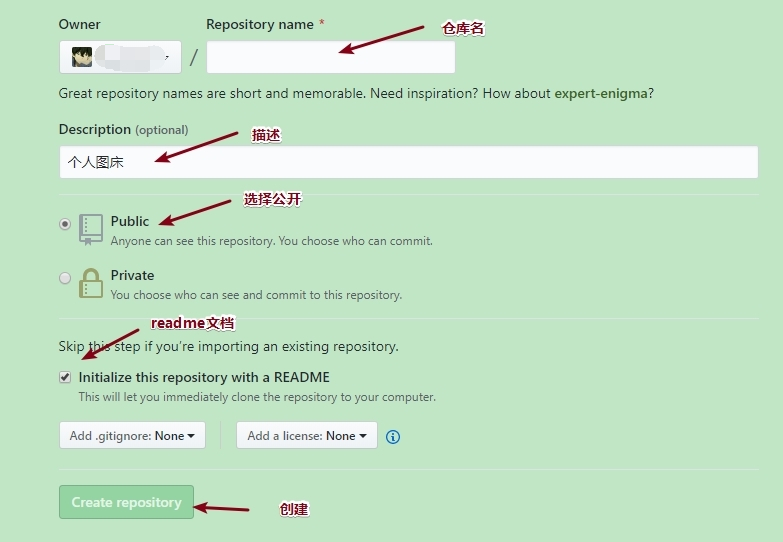 Owner
Repository name *
仓库名
/
Great repository names are short and memorable. Need inspiration? How about expert-enigma?
Description (optional)
描述
个人图床
选择公开
Public
Anyone can see this repository. You choose who can commit.
Private
You choose who can see and commit to this repository.
readme文档
Skip this step if you're importing an existing repository.
Initialize this repository with a README
This will let you immediately clone the repository to your computer.
Add .gitignore: None
Add a license: None
Create repository
创建